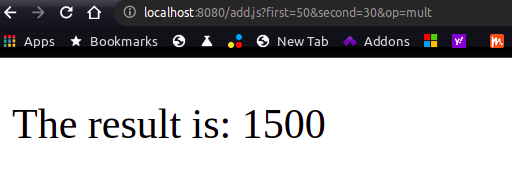 localhost:8080/add.js?first=50&second=30&op=mult
Apps Bookmarks New Tab Addons
The result is: 1500